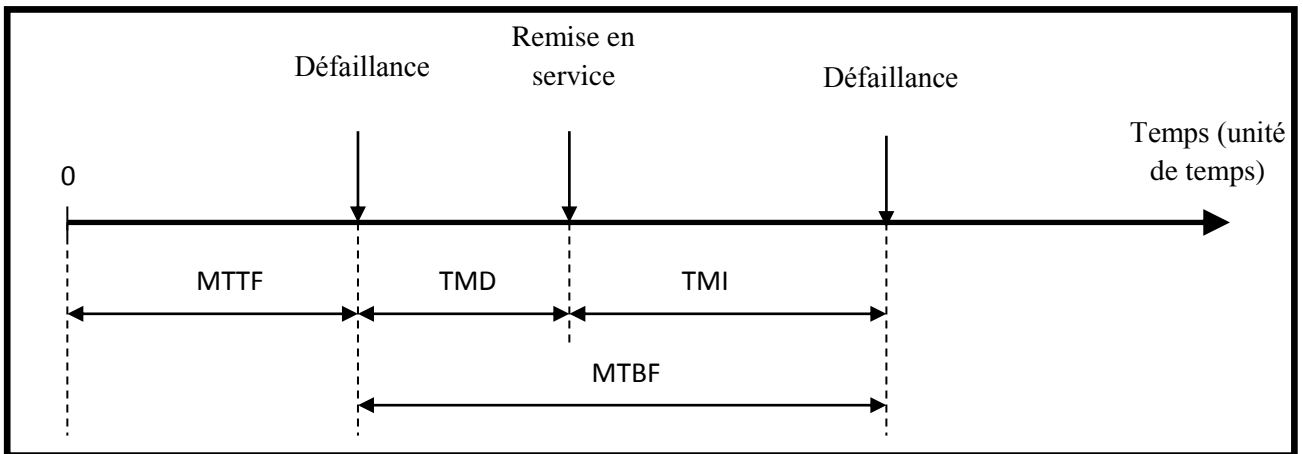 Remise en
service
Défaillance
Défaillance
Temps (unité
de temps)
0
MTTF
TMD
TMI
MTBF